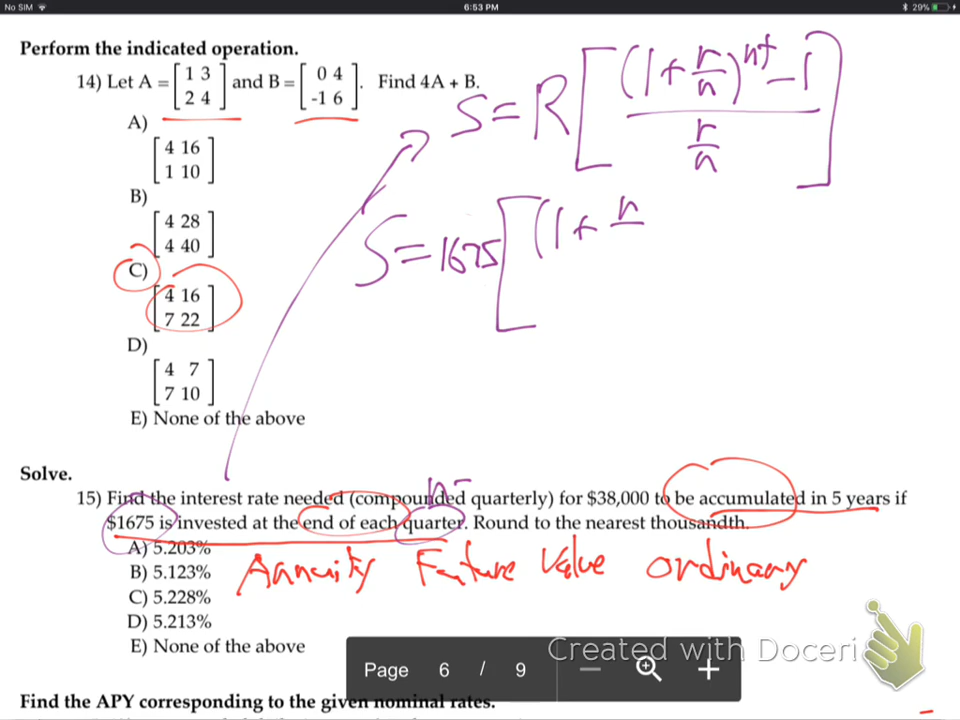 No SIM 6:53 PM 29%
Perform the indicated operation.
14) Let A = [ 1 3 and B = [ 0 4 . Find 4A + B.
2 4 ] -1 6 ]
S = R [ (1 + r/n)^nt - 1
r/n ]
A)
[ 4 16
1 10 ]
B)
[ 4 28
4 40 ]
S = 1675 [ (1 + r
C)
[ 4 16
7 22 ]
D)
[ 4 7
7 10 ]
E) None of the above
Solve.
n =
15) Find the interest rate needed (compounded quarterly) for $38,000 to be accumulated in 5 years if
$1675 is invested at the end of each quarter. Round to the nearest thousandth.
A) 5.203%
B) 5.123%
Annuity Future Value ordinary
C) 5.228%
D) 5.213%
E) None of the above
Created with Doceri
Page 6 / 9
Find the APY corresponding to the given nominal rates.